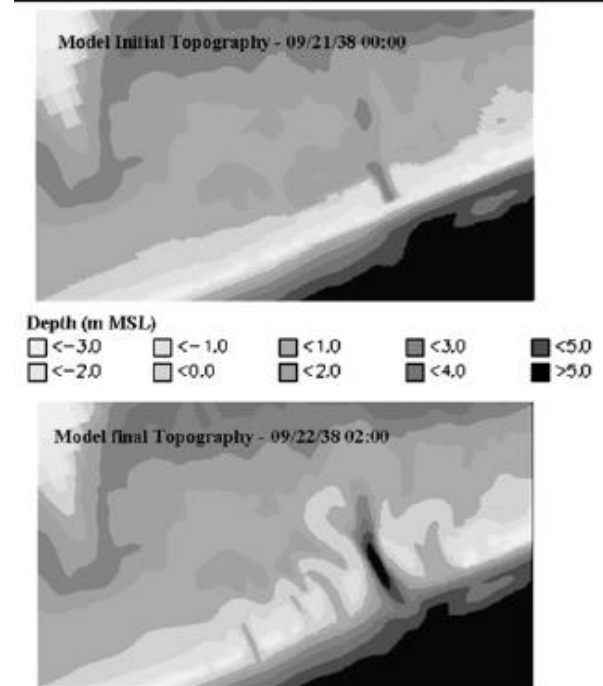 Model Initial Topography - 09/21/38 00:00
Depth (m MSL)
<-3.0 <-1.0 <1.0 <3.0 <5.0
<-2.0 <0.0 <2.0 <4.0 >5.0
Model final Topography - 09/22/38 02:00